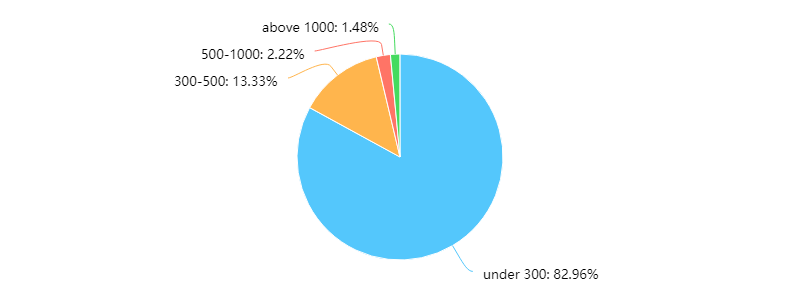 above 1000: 1.48%
500-1000: 2.22%
300-500: 13.33%
under 300: 82.96%